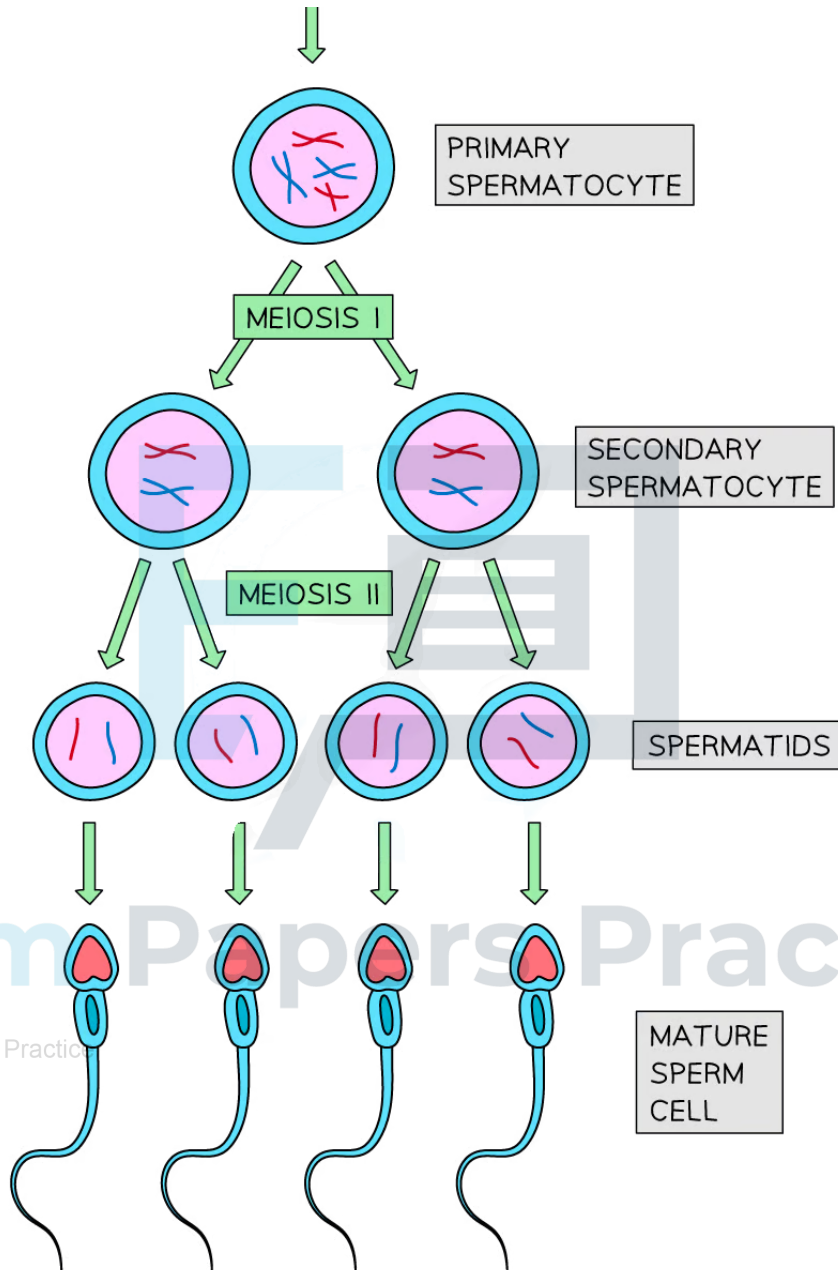 PRIMARY
SPERMATOCYTE
MEIOSIS I
SECONDARY
SPERMATOCYTE
MEIOSIS II
SPERMATIDS
m Papers Prac
Practice
MATURE
SPERM
CELL